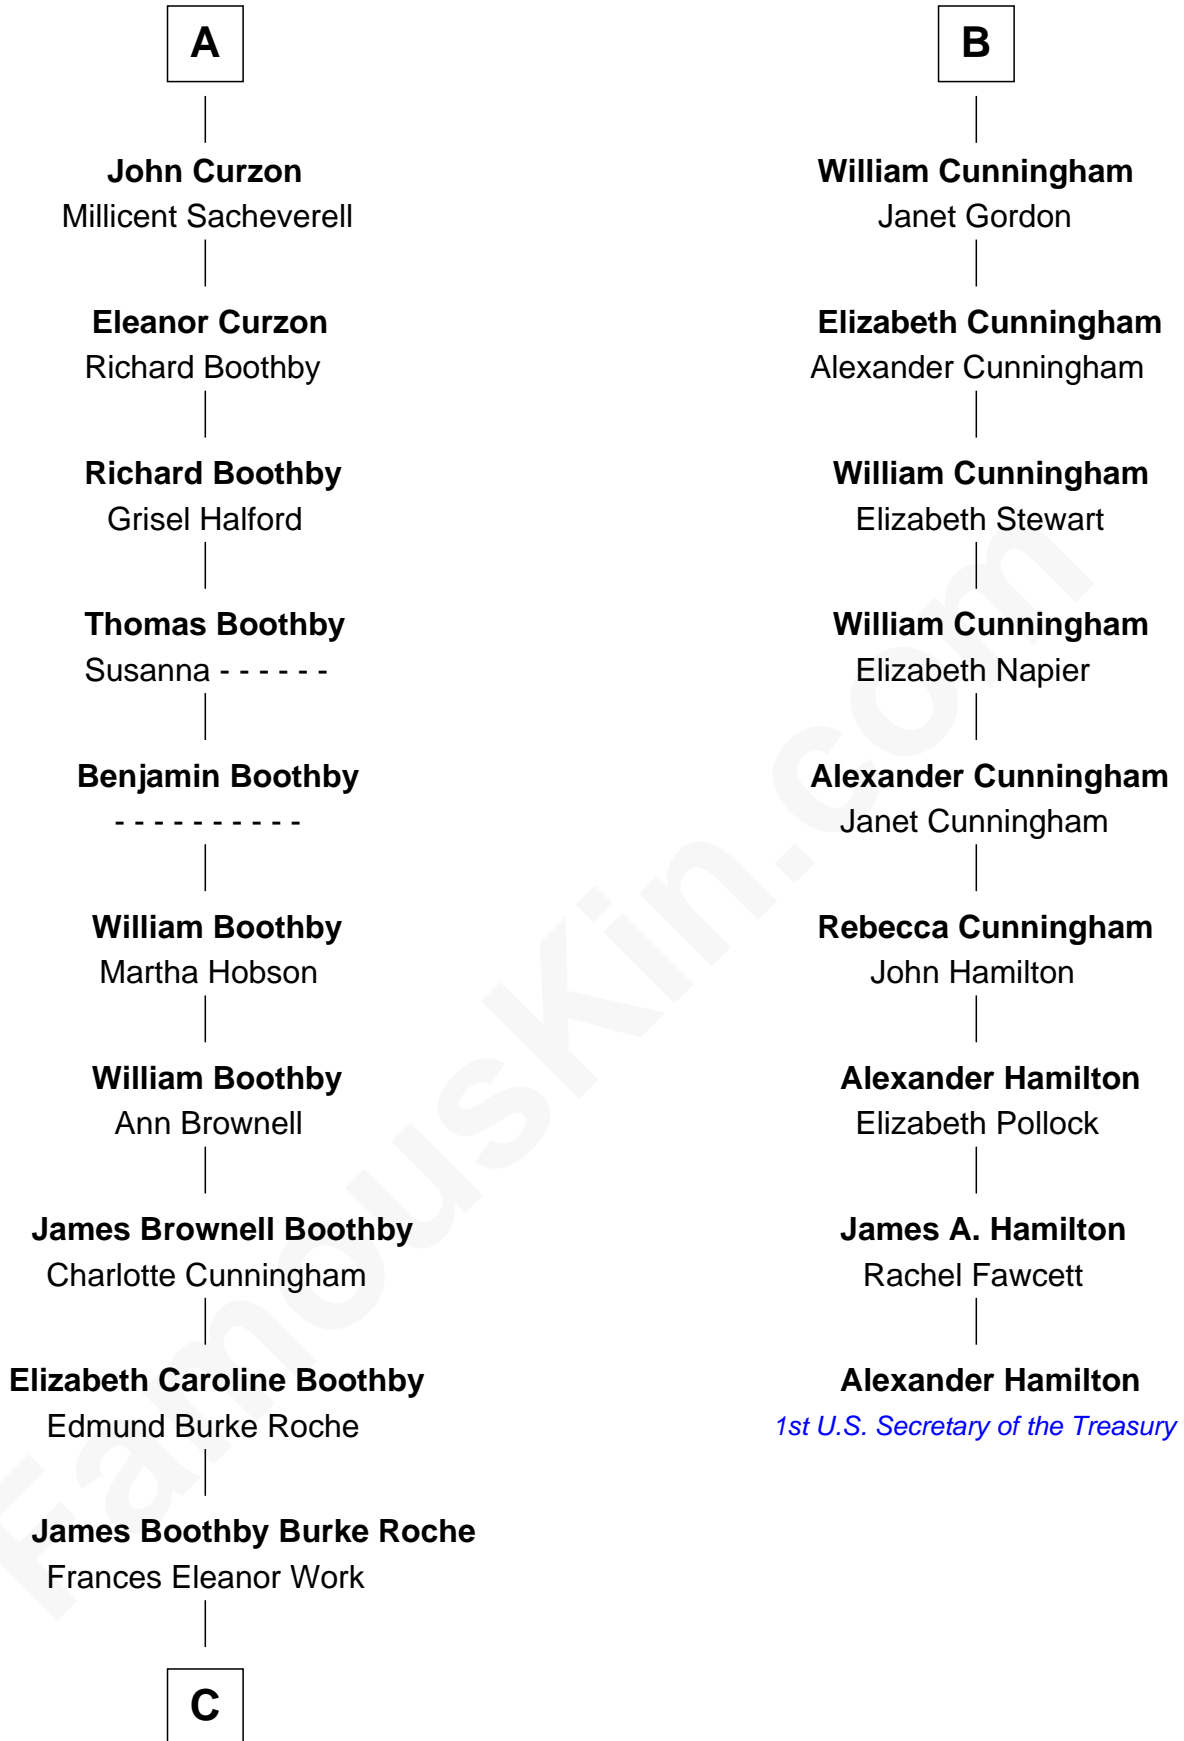 A
John Curzon
Millicent Sacheverell
Eleanor Curzon
Richard Boothby
Richard Boothby
Grisel Halford
Thomas Boothby
Susanna - - - - - -
Benjamin Boothby
- - - - - - - - - -
William Boothby
Martha Hobson
William Boothby
Ann Brownell
James Brownell Boothby
Charlotte Cunningham
Elizabeth Caroline Boothby
Edmund Burke Roche
James Boothby Burke Roche
Frances Eleanor Work
C
B
William Cunningham
Janet Gordon
Elizabeth Cunningham
Alexander Cunningham
William Cunningham
Elizabeth Stewart
William Cunningham
Elizabeth Napier
Alexander Cunningham
Janet Cunningham
Rebecca Cunningham
John Hamilton
Alexander Hamilton
Elizabeth Pollock
James A. Hamilton
Rachel Fawcett
Alexander Hamilton
1st U.S. Secretary of the Treasury
FamousKin.com